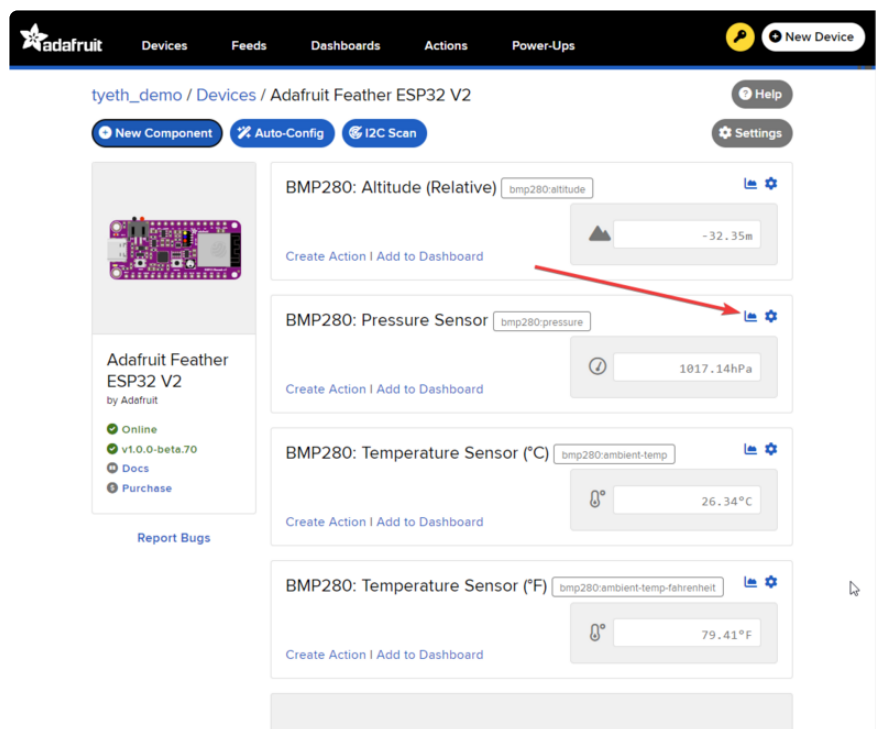 adafruit Devices Feeds Dashboards Actions Power-Ups New Device
tyeth_demo / Devices / Adafruit Feather ESP32 V2
Help
New Component Auto-Config I2C Scan Settings
BMP280: Altitude (Relative) bmp280:altitude
-32.35m
Create Action | Add to Dashboard
BMP280: Pressure Sensor bmp280:pressure
1017.14hPa
Create Action | Add to Dashboard
Adafruit Feather
ESP32 V2
by Adafruit
Online
v1.0.0-beta.70
Docs
Purchase
Report Bugs
BMP280: Temperature Sensor (°C) bmp280:ambient-temp
26.34°C
Create Action | Add to Dashboard
BMP280: Temperature Sensor (°F) bmp280:ambient-temp-fahrenheit
79.41°F
Create Action | Add to Dashboard